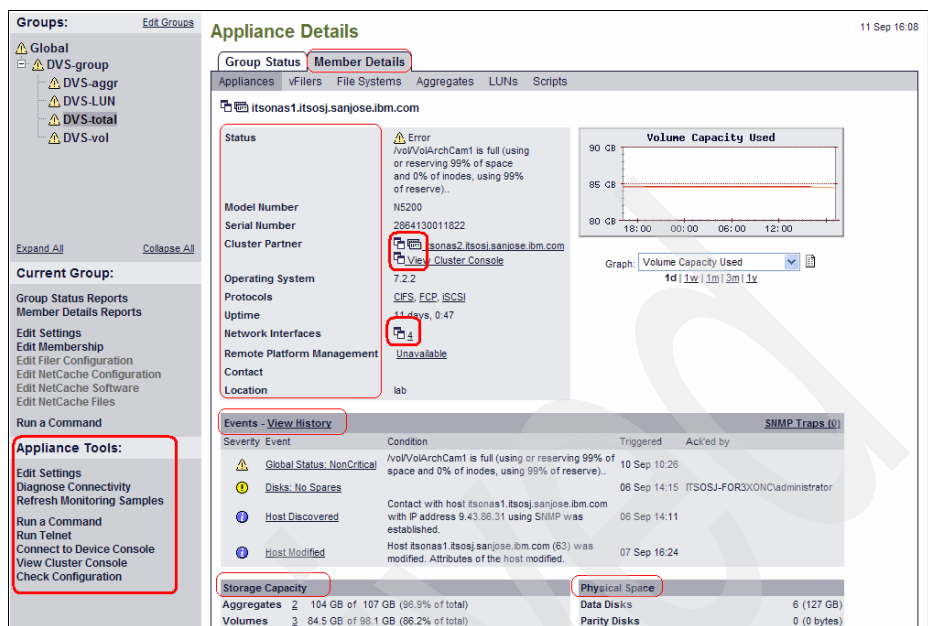 Groups: Edit Groups
Global
DVS-group
DVS-aggr
DVS-LUN
DVS-total
DVS-vol
Expand All Collapse All
Current Group:
Group Status Reports
Member Details Reports
Edit Settings
Edit Membership
Edit Filer Configuration
Edit NetCache Configuration
Edit NetCache Software
Edit NetCache Files
Run a Command
Appliance Tools:
Edit Settings
Diagnose Connectivity
Refresh Monitoring Samples
Run a Command
Run Telnet
Connect to Device Console
View Cluster Console
Check Configuration
Appliance Details 11 Sep 16:08
Group Status Member Details
Appliances vFilers File Systems Aggregates LUNs Scripts
itsonas1.itsosj.sanjose.ibm.com
Status Error
/vol/VolArchCam1 is full (using
or reserving 99% of space
and 0% of inodes, using 99%
of reserve)..
Model Number N5200
Serial Number 2864130011822
Cluster Partner itsonas2.itsosj.sanjose.ibm.com
View Cluster Console
Operating System 7.2.2
Protocols CIFS, FCP, iSCSI
Uptime 11 days, 0:47
Network Interfaces 4
Remote Platform Management Unavailable
Contact
Location lab
Volume Capacity Used
90 GB
85 GB
80 GB
18:00 00:00 06:00 12:00
Graph: Volume Capacity Used
1d | 1w | 1m | 3m | 1y
Events - View History SNMP Traps (0)
Severity Event Condition Triggered Ack'ed by
Global Status: NonCritical /vol/VolArchCam1 is full (using or reserving 99% of
space and 0% of inodes, using 99% of reserve).. 10 Sep 10:26
Disks: No Spares 06 Sep 14:15 ITSOSJ-FOR3XONC\administrator
Host Discovered Contact with host itsonas1.itsosj.sanjose.ibm.com
with IP address 9.43.86.31 using SNMP was 06 Sep 14:11
established.
Host Modified Host itsonas1.itsosj.sanjose.ibm.com (63) was
modified. Attributes of the host modified. 07 Sep 16:24
Storage Capacity Physical Space
Aggregates 2 104 GB of 107 GB (96.9% of total) Data Disks 6 (127 GB)
Volumes 3 84.5 GB of 98.1 GB (86.2% of total) Parity Disks 0 (0 bytes)